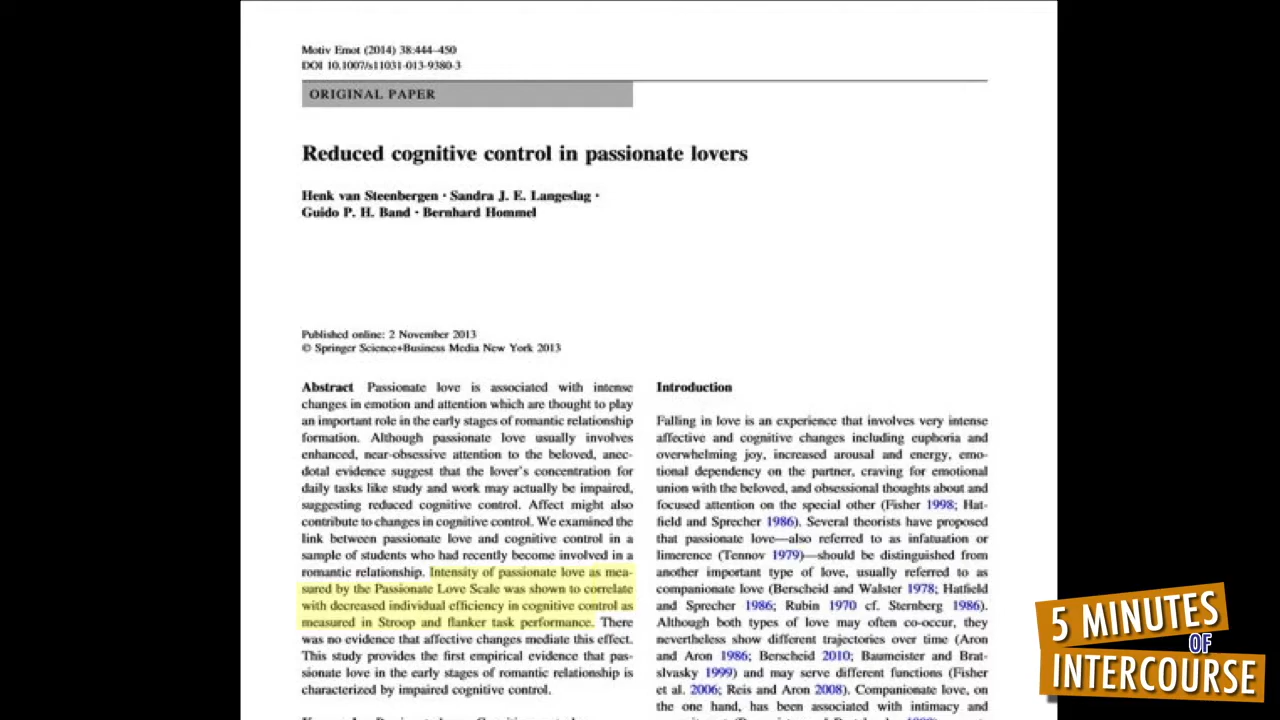 Motiv Emot (2014) 38:444–450
DOI 10.1007/s11031-013-9380-3
ORIGINAL PAPER
Reduced cognitive control in passionate lovers
Henk van Steenbergen · Sandra J. E. Langeslag ·
Guido P. H. Band · Bernhard Hommel
Published online: 2 November 2013
© Springer Science+Business Media New York 2013
Abstract Passionate love is associated with intense
changes in emotion and attention which are thought to play
an important role in the early stages of romantic relationship
formation. Although passionate love usually involves
enhanced, near-obsessive attention to the beloved, anec-
dotal evidence suggest that the lover's concentration for
daily tasks like study and work may actually be impaired,
suggesting reduced cognitive control. Affect might also
contribute to changes in cognitive control. We examined the
link between passionate love and cognitive control in a
sample of students who had recently become involved in a
romantic relationship. Intensity of passionate love as mea-
sured by the Passionate Love Scale was shown to correlate
with decreased individual efficiency in cognitive control as
measured in Stroop and flanker task performance. There
was no evidence that affective changes mediate this effect.
This study provides the first empirical evidence that pas-
sionate love in the early stages of romantic relationship is
characterized by impaired cognitive control.
Introduction
Falling in love is an experience that involves very intense
affective and cognitive changes including euphoria and
overwhelming joy, increased arousal and energy, emo-
tional dependency on the partner, craving for emotional
union with the beloved, and obsessional thoughts about and
focused attention on the special other (Fisher 1998; Hat-
field and Sprecher 1986). Several theorists have proposed
that passionate love—also referred to as infatuation or
limerence (Tennov 1979)—should be distinguished from
another important type of love, usually referred to as
companionate love (Berscheid and Walster 1978; Hatfield
and Sprecher 1986; Rubin 1970 cf. Sternberg 1986).
Although both types of love may often co-occur, they
nevertheless show different trajectories over time (Aron
and Aron 1986; Berscheid 2010; Baumeister and Brat-
slvasky 1999) and may serve different functions (Fisher
et al. 2006; Reis and Aron 2008). Companionate love, on
the one hand, has been associated with intimacy and
5 MINUTES
OF
INTERCOURSE